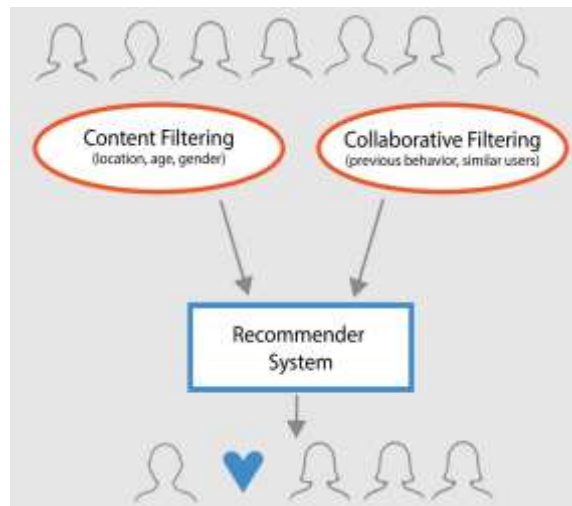 Content Filtering
(location, age, gender)
Collaborative Filtering
(previous behavior, similar users)
Recommender
System